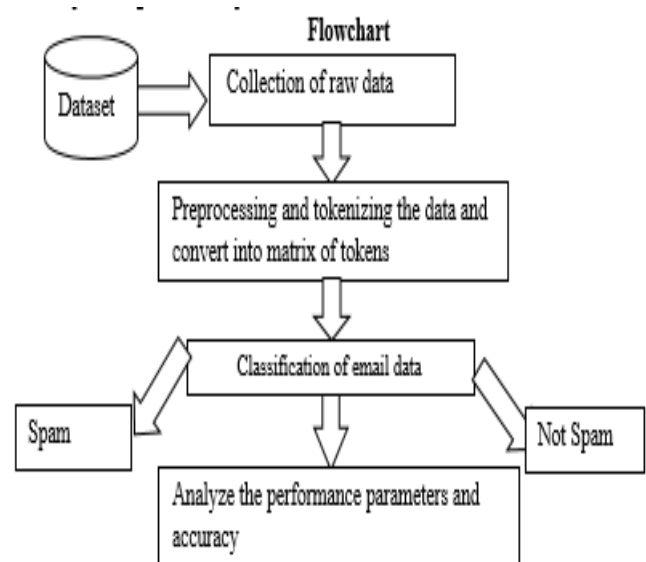 Flowchart
Dataset
Collection of raw data
Preprocessing and tokenizing the data and
convert into matrix of tokens
Classification of email data
Spam
Not Spam
Analyze the performance parameters and
accuracy